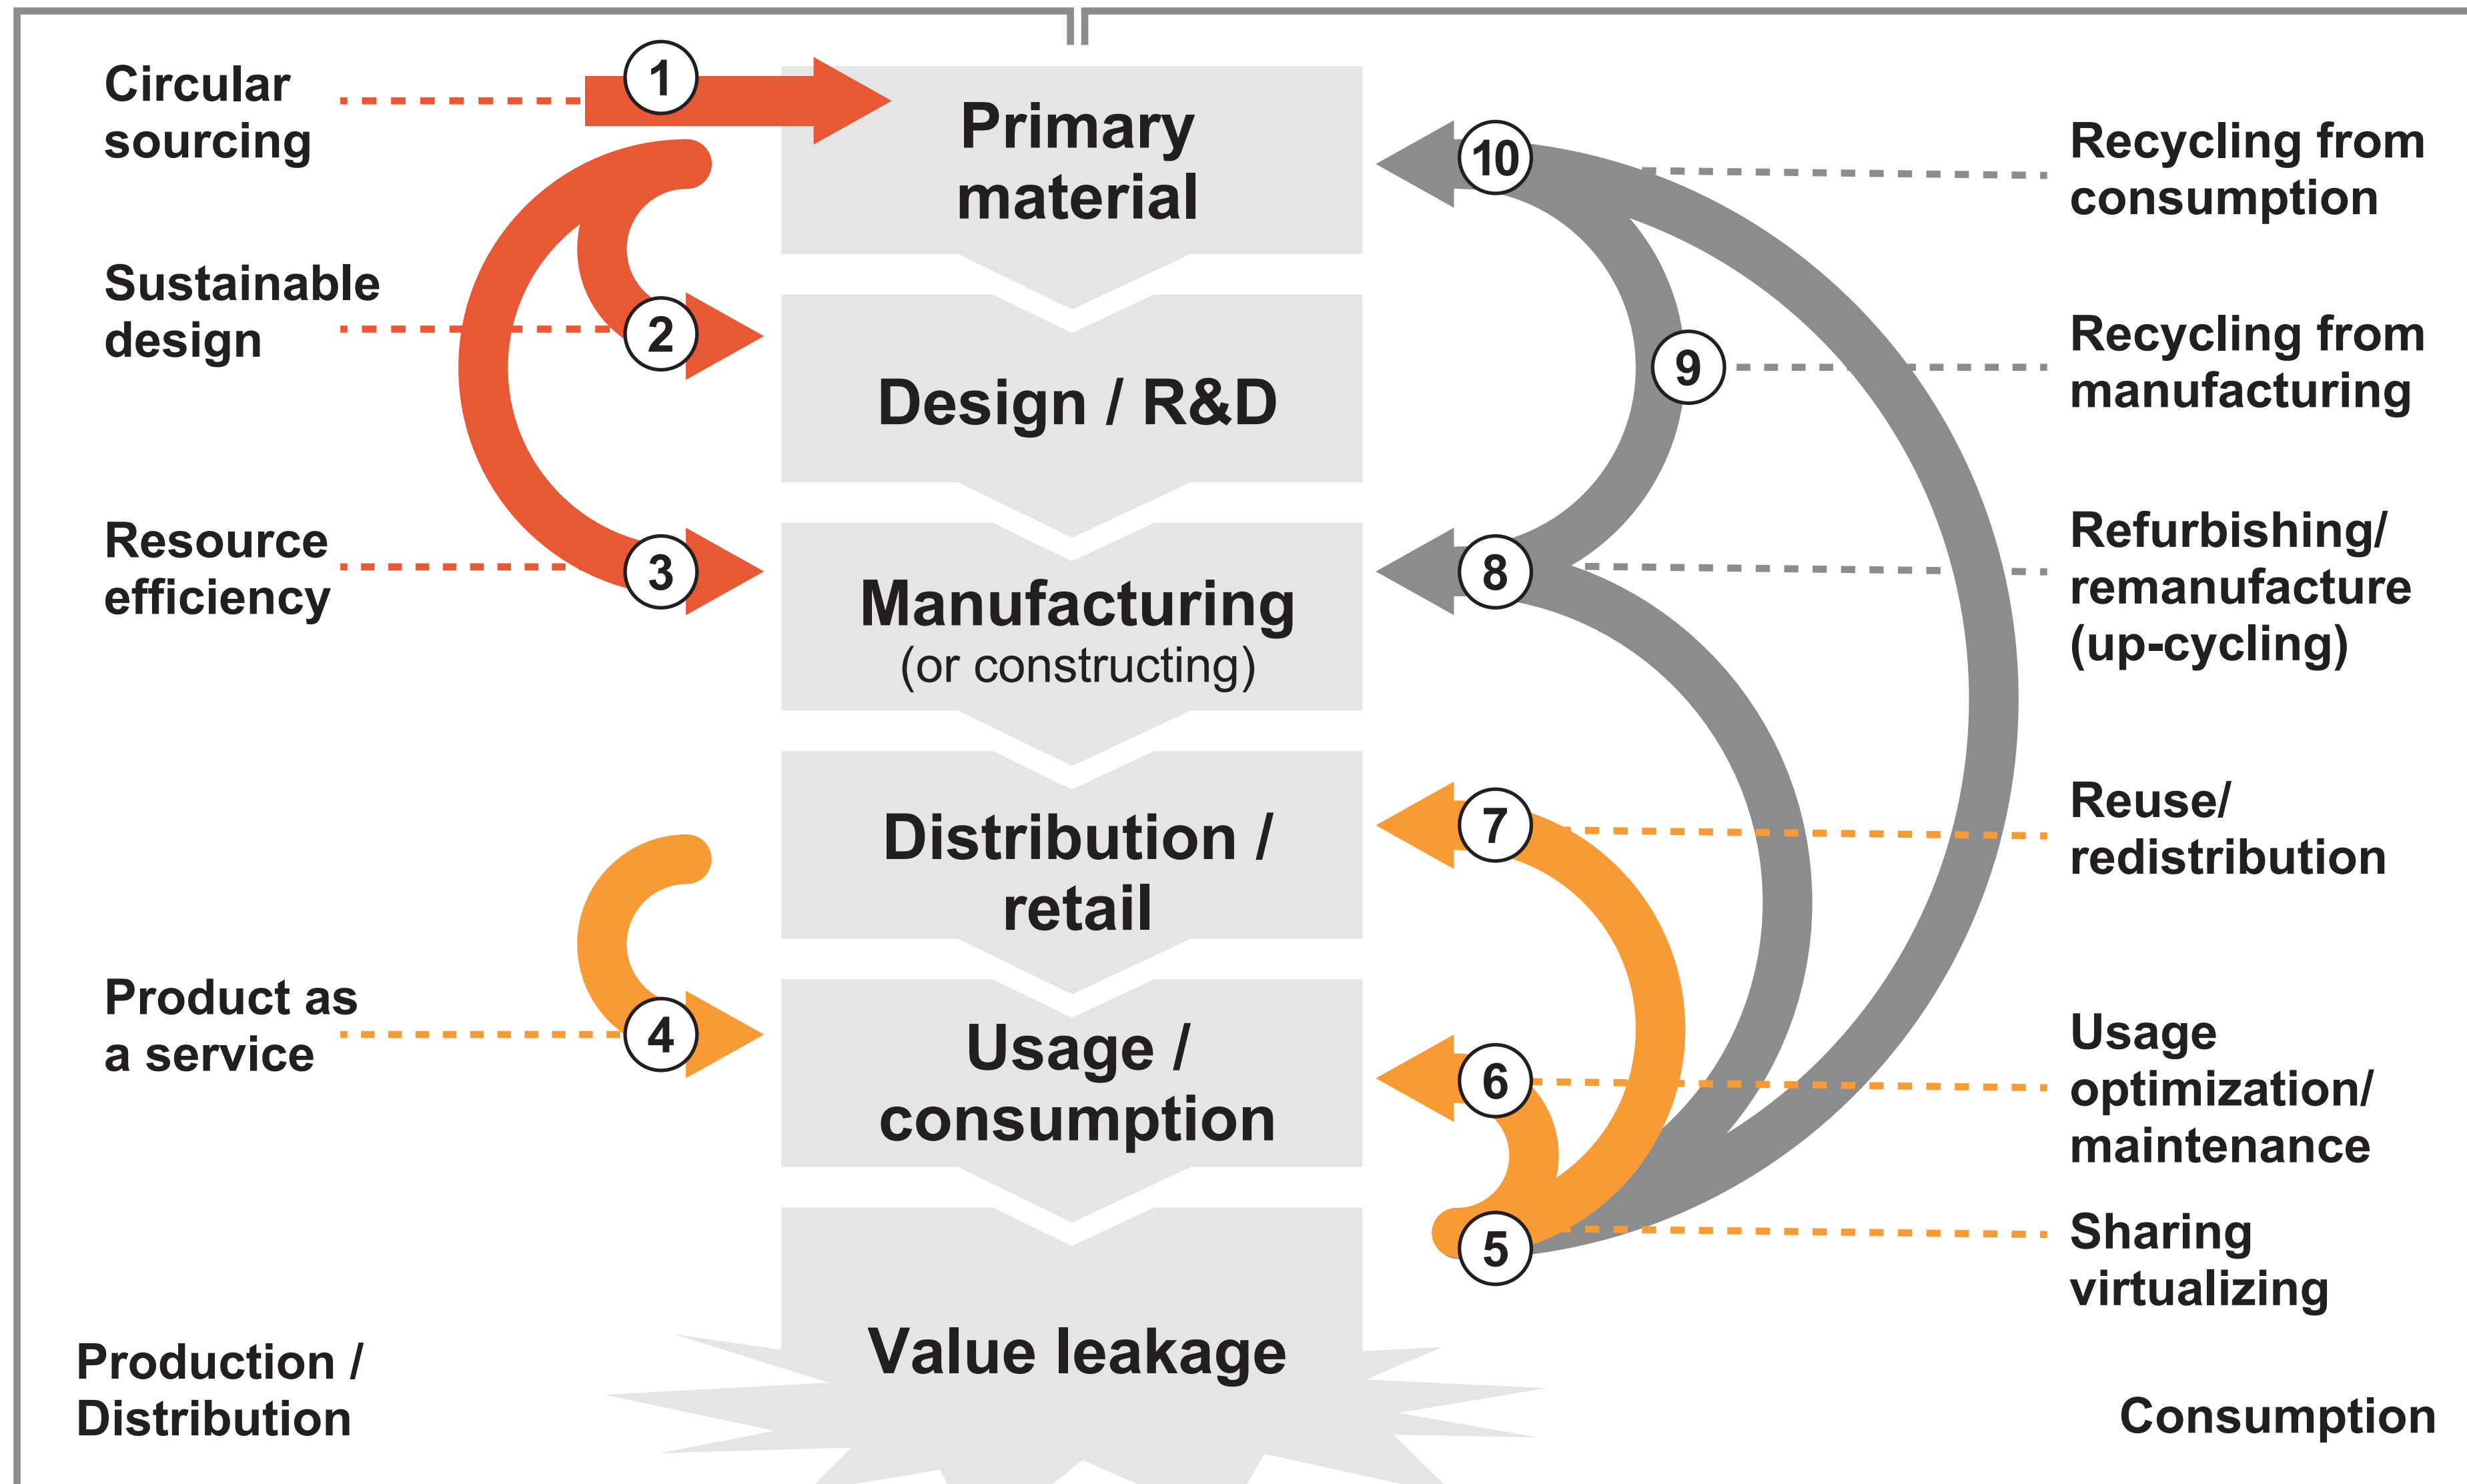 Circular
sourcing
Sustainable
design
Resource
efficiency
Product as
a service
Production /
Distribution
1
2
3
4
Primary
material
Design / R&D
Manufacturing
(or constructing)
Distribution /
retail
Usage /
consumption
Value leakage
10
9
8
7
6
5
Recycling from
consumption
Recycling from
manufacturing
Refurbishing/
remanufacture
(up-cycling)
Reuse/
redistribution
Usage
optimization/
maintenance
Sharing
virtualizing
Consumption